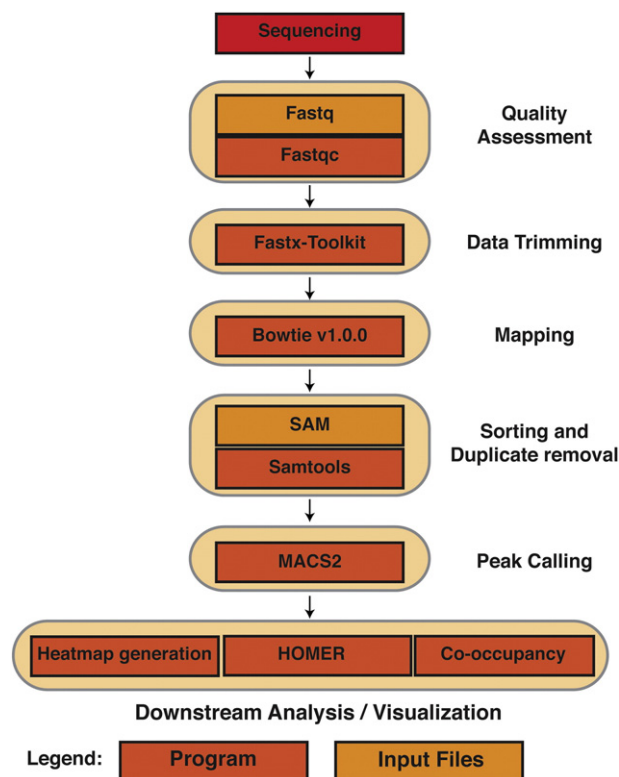 Sequencing
Fastq
Fastqc
Quality
Assessment
Fastx-Toolkit
Data Trimming
Bowtie v1.0.0
Mapping
SAM
Samtools
Sorting and
Duplicate removal
MACS2
Peak Calling
Heatmap generation
HOMER
Co-occupancy
Downstream Analysis / Visualization
Legend:
Program
Input Files